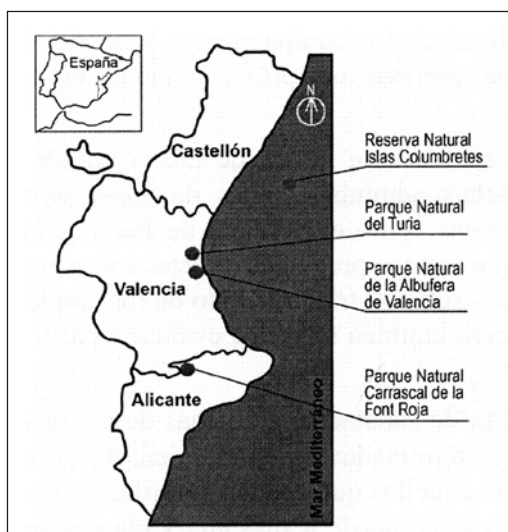 España
N
Castellón
Reserva Natural
Islas Columbretes
Parque Natural
del Turia
Valencia
Parque Natural
de la Albufera
de Valencia
Parque Natural
Carrascal de la
Font Roja
Alicante
Mar Mediterráneo